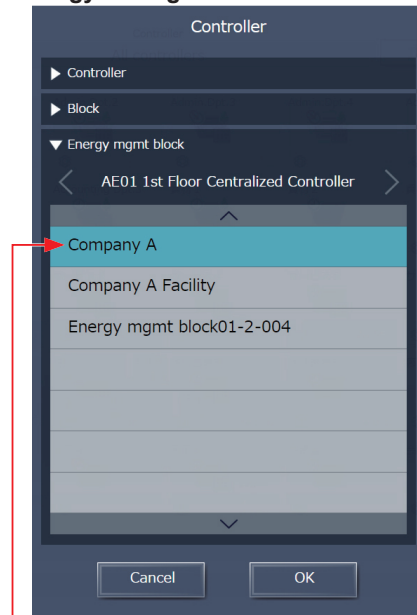 Controller
Controller
Block
Energy mgmt block
AE01 1st Floor Centralized Controller
Company A
Company A Facility
Energy mgmt block01-2-004
Cancel
OK